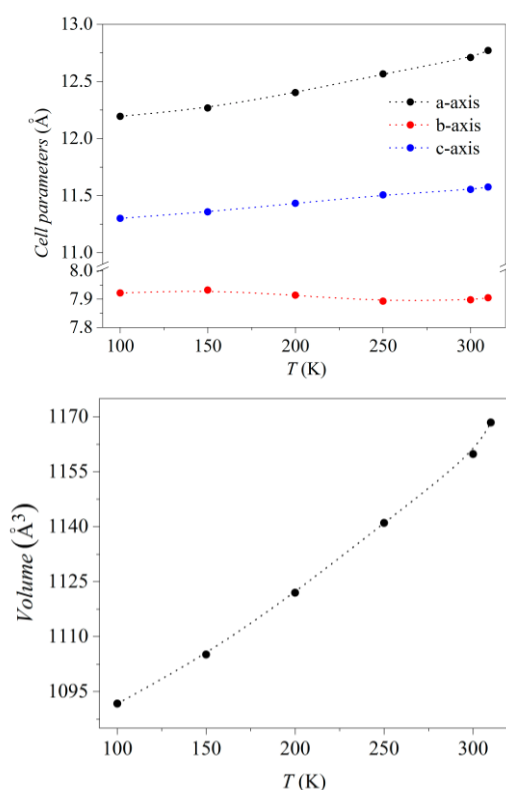 13.0
12.5
12.0
11.5
11.0
8.0
7.9
7.8
Cell parameters (Å)
a-axis
b-axis
c-axis
100 150 200 250 300
T (K)
1170
1155
1140
1125
1110
1095
Volume (Å³)
100 150 200 250 300
T (K)